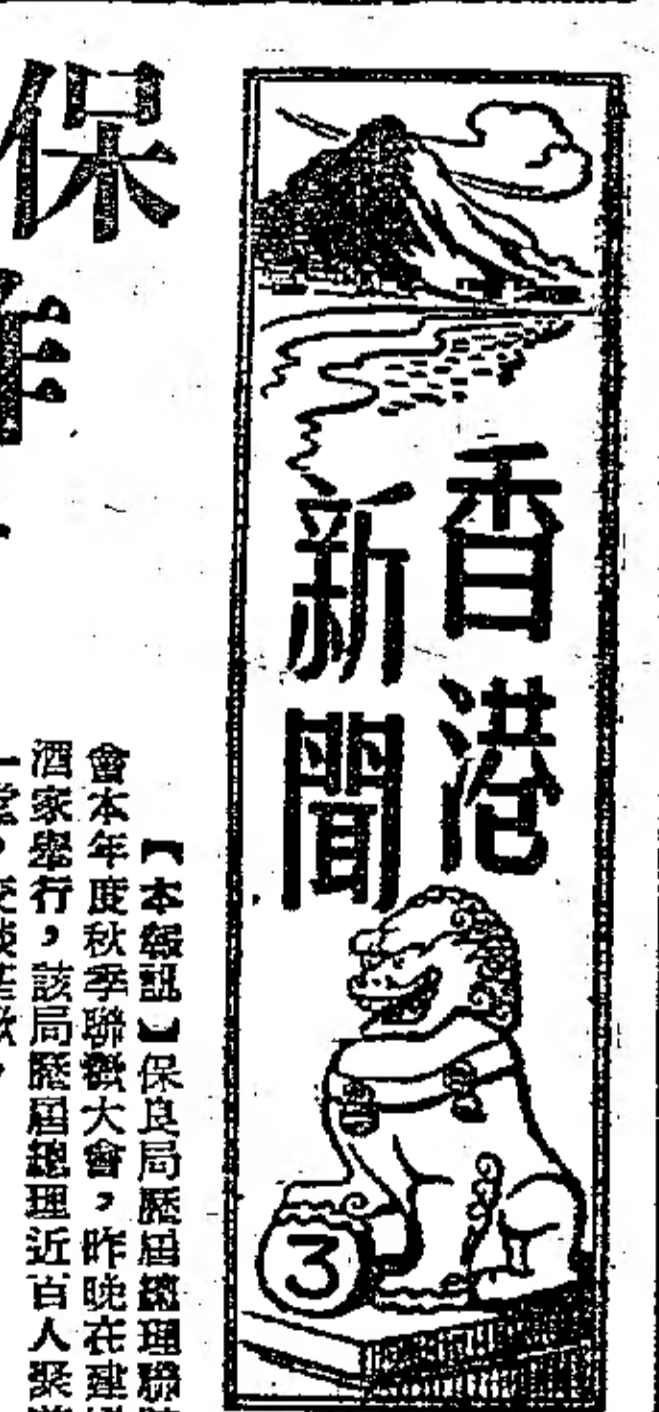 香港
新聞
3
保
【本報訊】保良局歷屆總理聯
會本年度秋季聯歡大會，昨晚在建
酒家舉行，該局歷屆總理近百人聚
一堂，